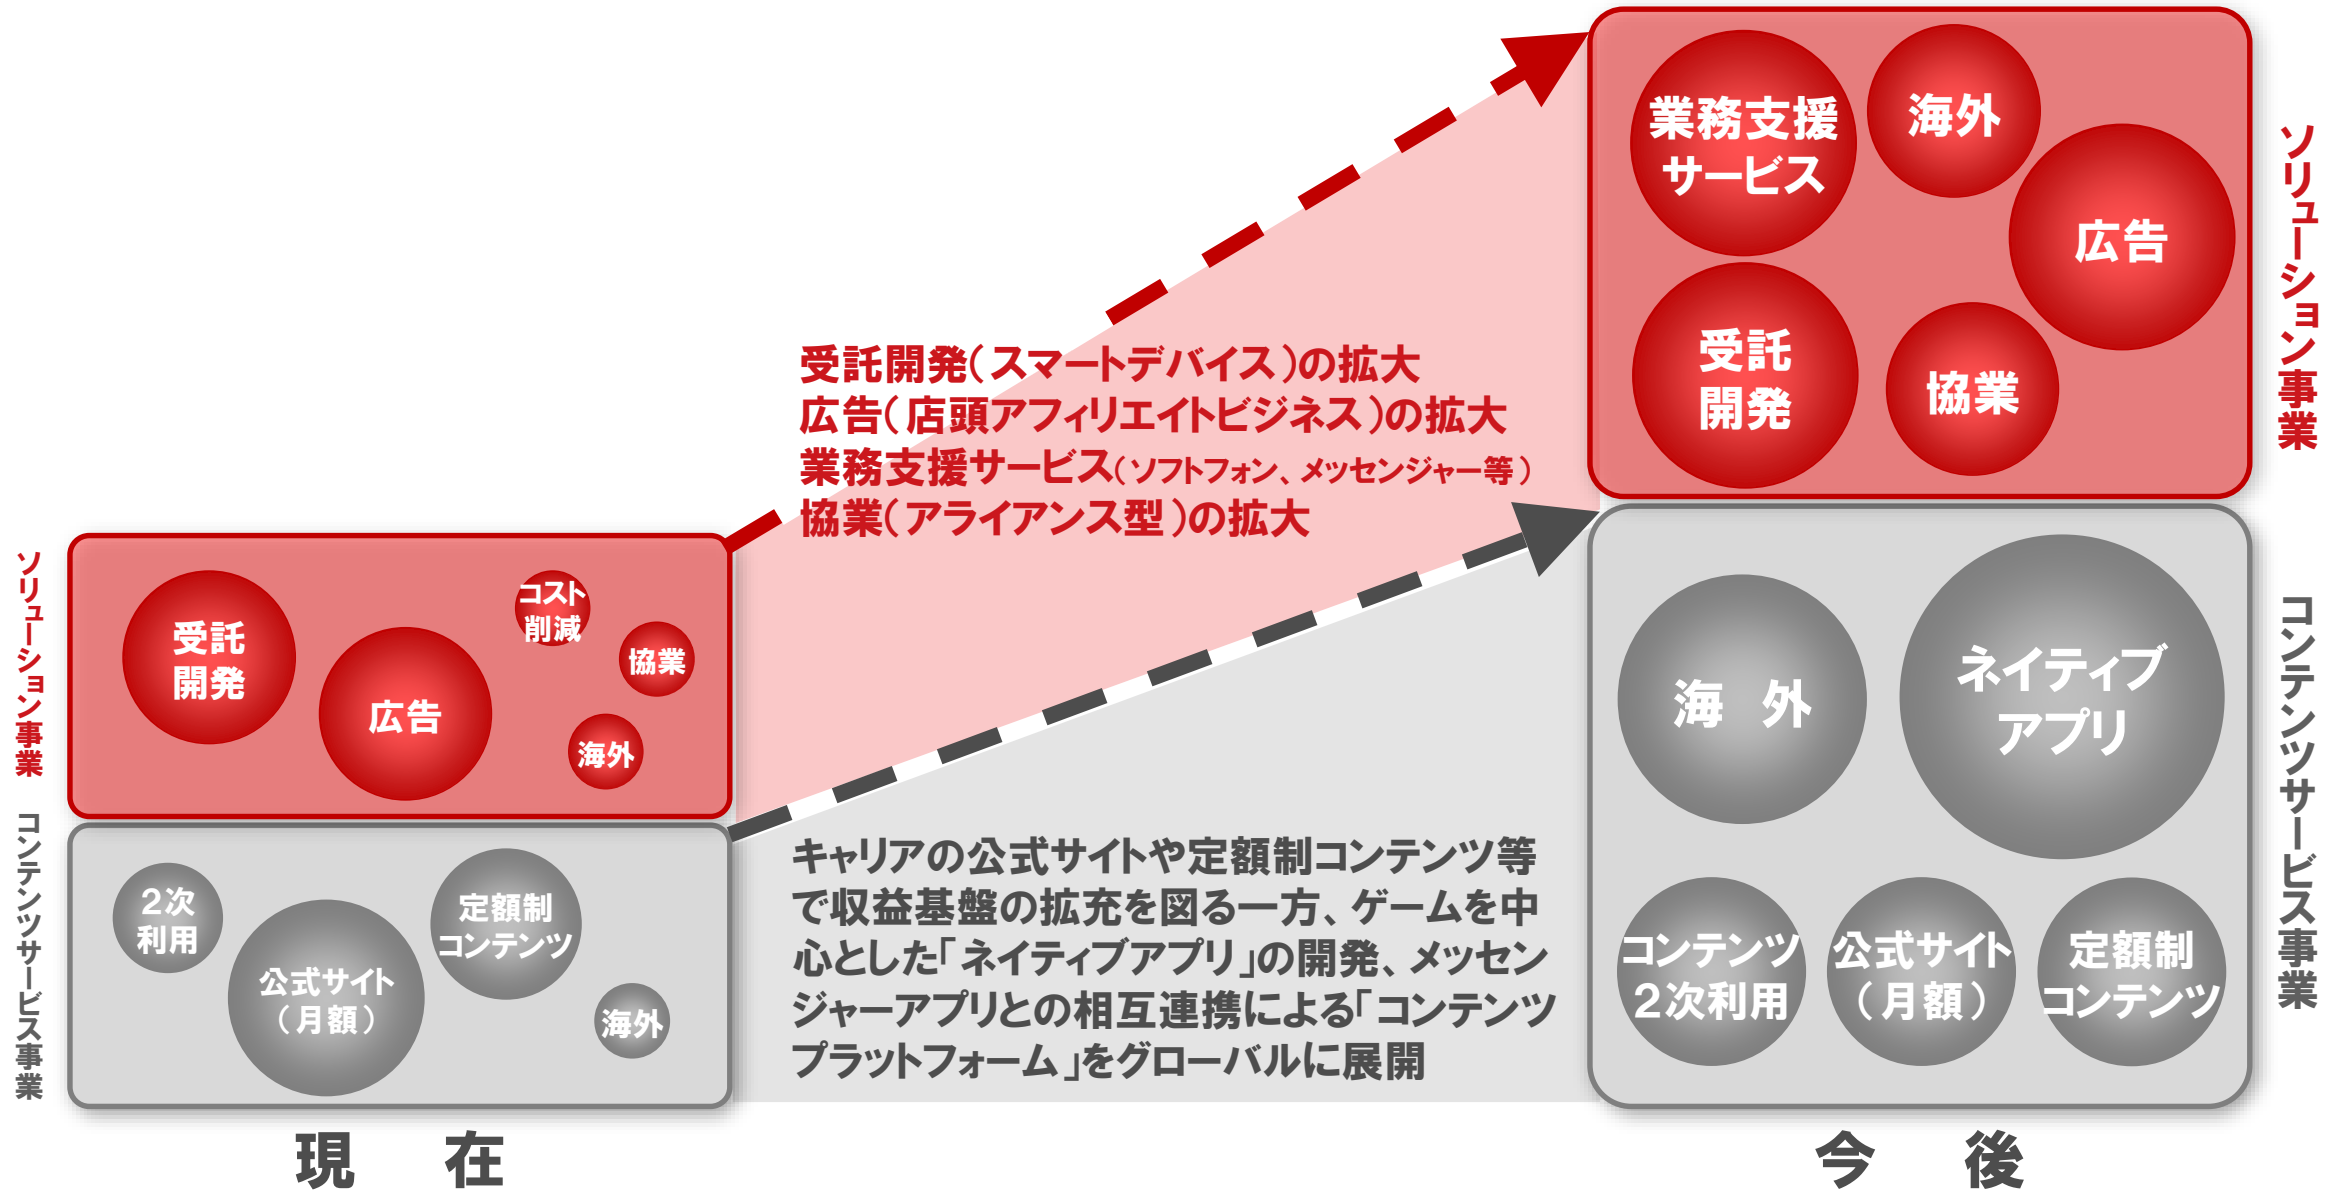 ソリューション事業
受託
開発
広告
コスト
削減
協業
海外
コンテンツサービス事業
２次
利用
公式サイト
（月額）
定額制
コンテンツ
海外
現　在
受託開発（スマートデバイス）の拡大
広告（店頭アフィリエイトビジネス）の拡大
業務支援サービス（ソフトフォン、メッセンジャー等）
協業（アライアンス型）の拡大
キャリアの公式サイトや定額制コンテンツ等
で収益基盤の拡充を図る一方、ゲームを中
心とした「ネイティブアプリ」の開発、メッセン
ジャーアプリとの相互連携による「コンテンツ
プラットフォーム」をグローバルに展開
業務支援
サービス
海外
広告
受託
開発
協業
ソリューション事業
海　外
ネイティブ
アプリ
コンテンツ
２次利用
公式サイト
（月額）
定額制
コンテンツ
コンテンツサービス事業
今　後